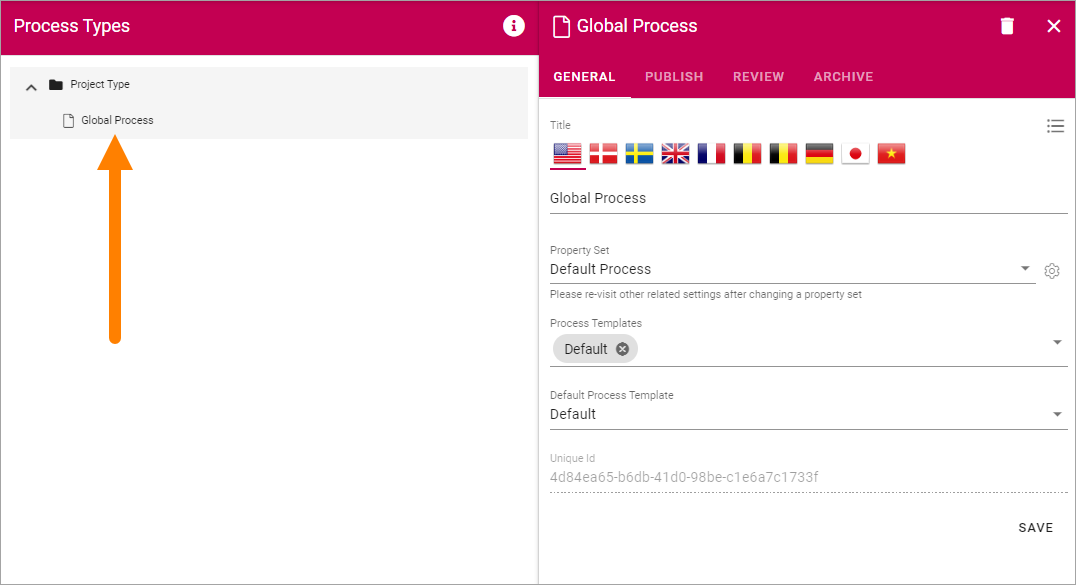 Process Types
Project Type
Global Process
Global Process
GENERAL PUBLISH REVIEW ARCHIVE
Title
Global Process
Property Set
Default Process
Please re-visit other related settings after changing a property set
Process Templates
Default
Default Process Template
Default
Unique Id
4d84ea65-b6db-41d0-98be-c1e6a7c1733f
SAVE